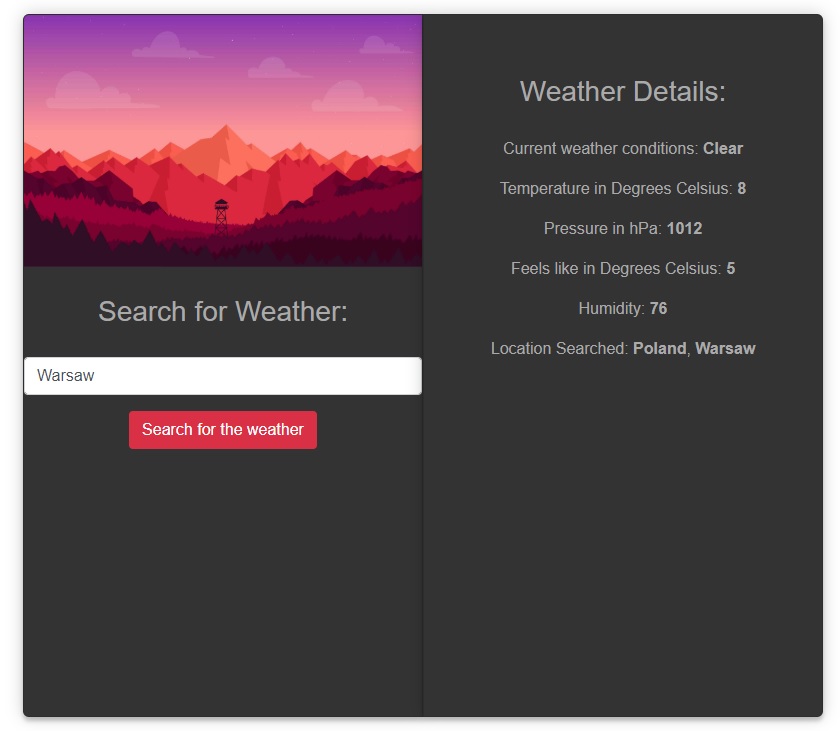 Search for Weather:
Warsaw
Search for the weather
Weather Details:
Current weather conditions: Clear
Temperature in Degrees Celsius: 8
Pressure in hPa: 1012
Feels like in Degrees Celsius: 5
Humidity: 76
Location Searched: Poland, Warsaw